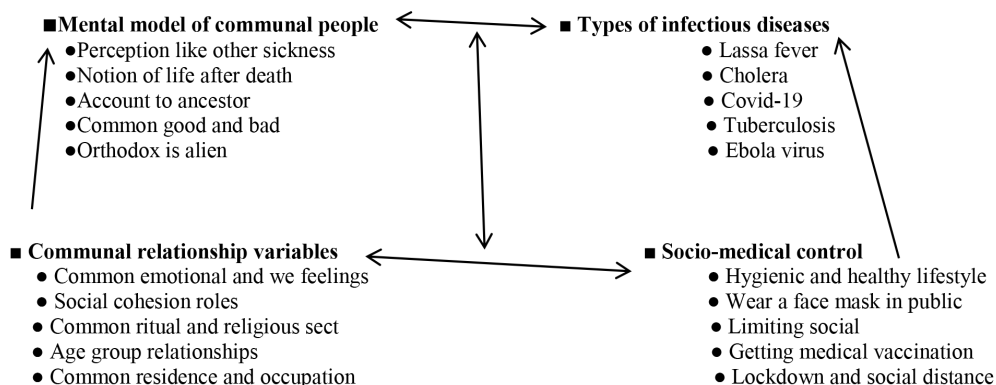 ■Mental model of communal people
●Perception like other sickness
●Notion of life after death
●Account to ancestor
●Common good and bad
●Orthodox is alien
■ Types of infectious diseases
● Lassa fever
● Cholera
● Covid-19
● Tuberculosis
● Ebola virus
■ Communal relationship variables
● Common emotional and we feelings
● Social cohesion roles
● Common ritual and religious sect
● Age group relationships
● Common residence and occupation
■ Socio-medical control
● Hygienic and healthy lifestyle
● Wear a face mask in public
● Limiting social
● Getting medical vaccination
● Lockdown and social distance